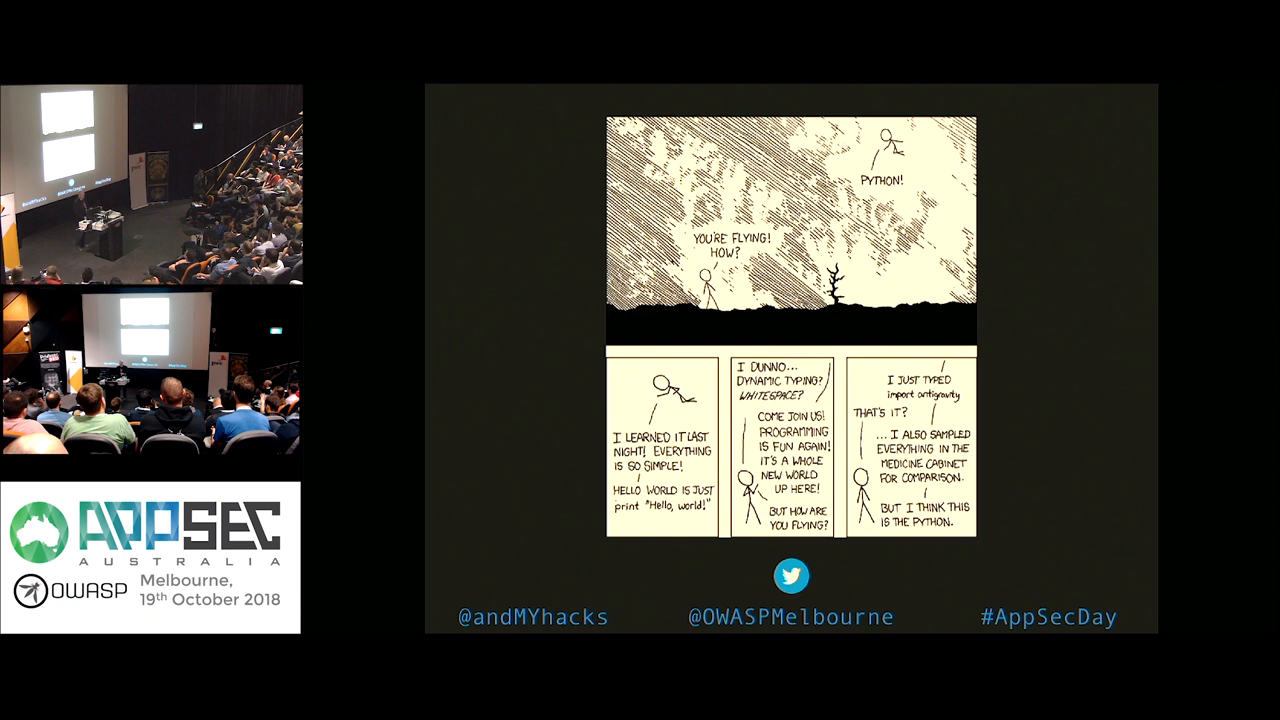 PYTHON!
YOU'RE FLYING!
HOW?
I LEARNED IT LAST
NIGHT! EVERYTHING
IS SO SIMPLE!
HELLO WORLD IS JUST
print "Hello, world!"
I DUNNO...
DYNAMIC TYPING?
WHITESPACE?
COME JOIN US!
PROGRAMMING
IS FUN AGAIN!
IT'S A WHOLE
NEW WORLD
UP HERE!
BUT HOW ARE
YOU FLYING?
I JUST TYPED
import antigravity
THAT'S IT?
... I ALSO SAMPLED
EVERYTHING IN THE
MEDICINE CABINET
FOR COMPARISON.
BUT I THINK THIS
IS THE PYTHON.
@andMYhacks
@OWASPMelbourne
#AppSecDay
APPSEC
AUSTRALIA
OWASP
Melbourne,
19th October 2018